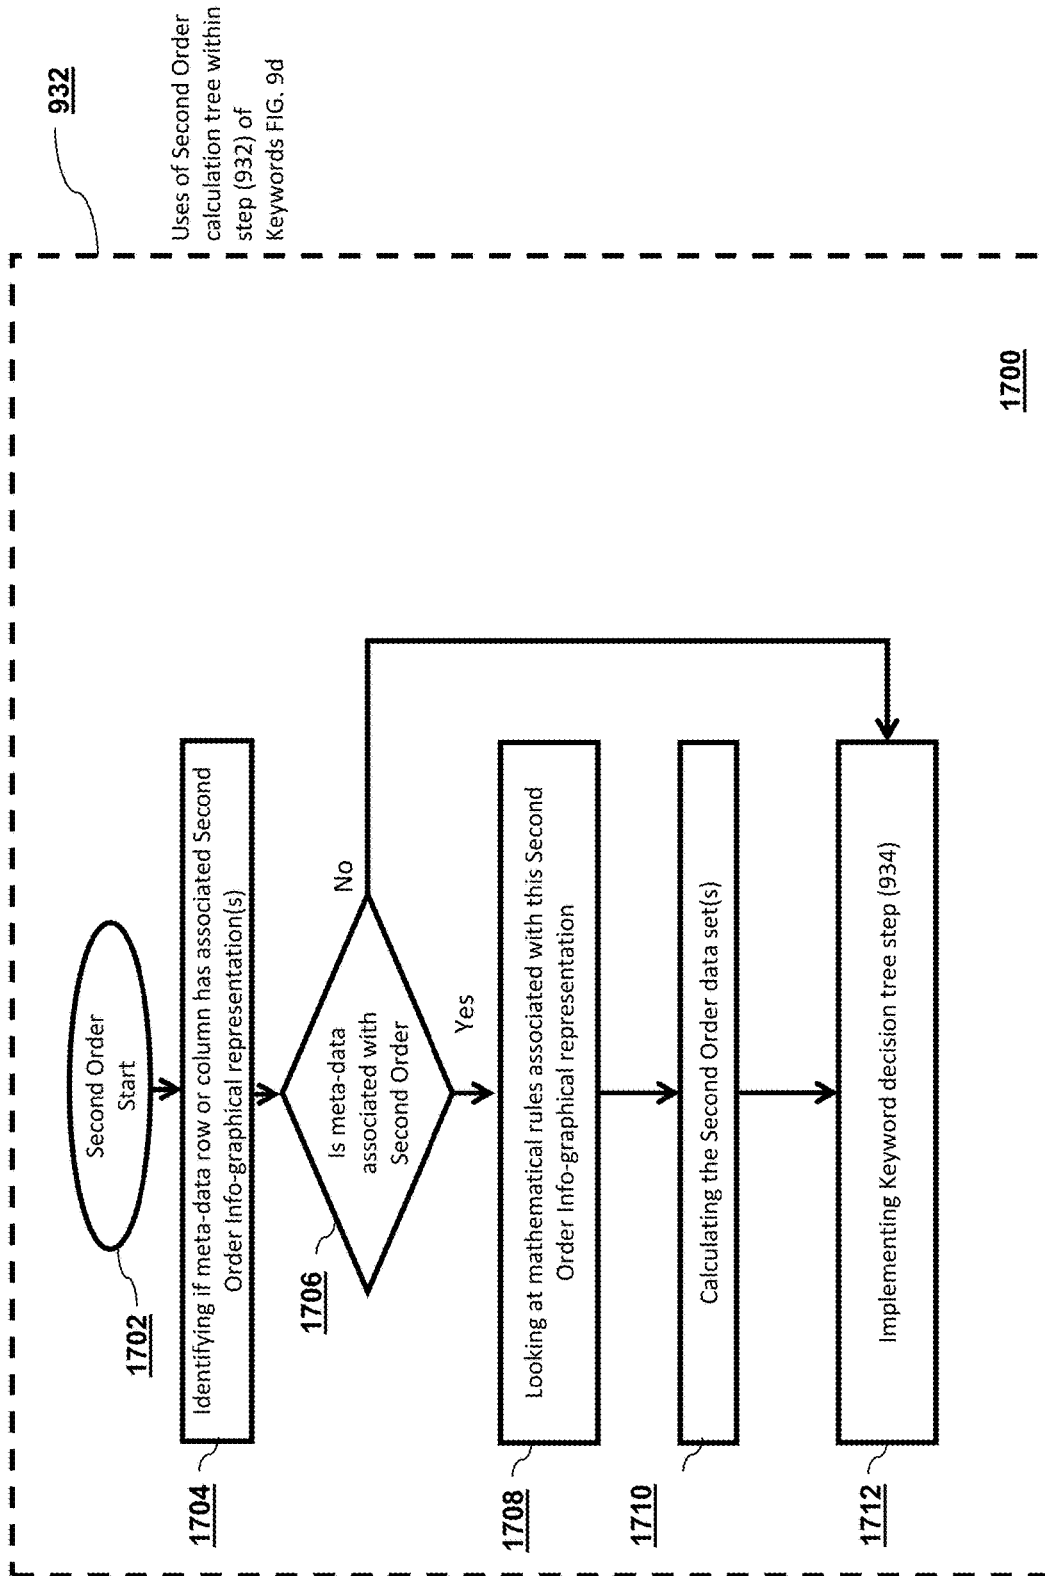 932
Uses of Second Order
calculation tree within
step (932) of
Keywords FIG. 9d
Second Order
Start
1702
Identifying if meta-data row or column has associated Second
Order Info-graphical representation(s)
1704
Is meta-data
associated with
Second Order
No
Yes
1706
Looking at mathematical rules associated with this Second
Order Info-graphical representation
1708
Calculating the Second Order data set(s)
1710
Implementing Keyword decision tree step (934)
1712
1700